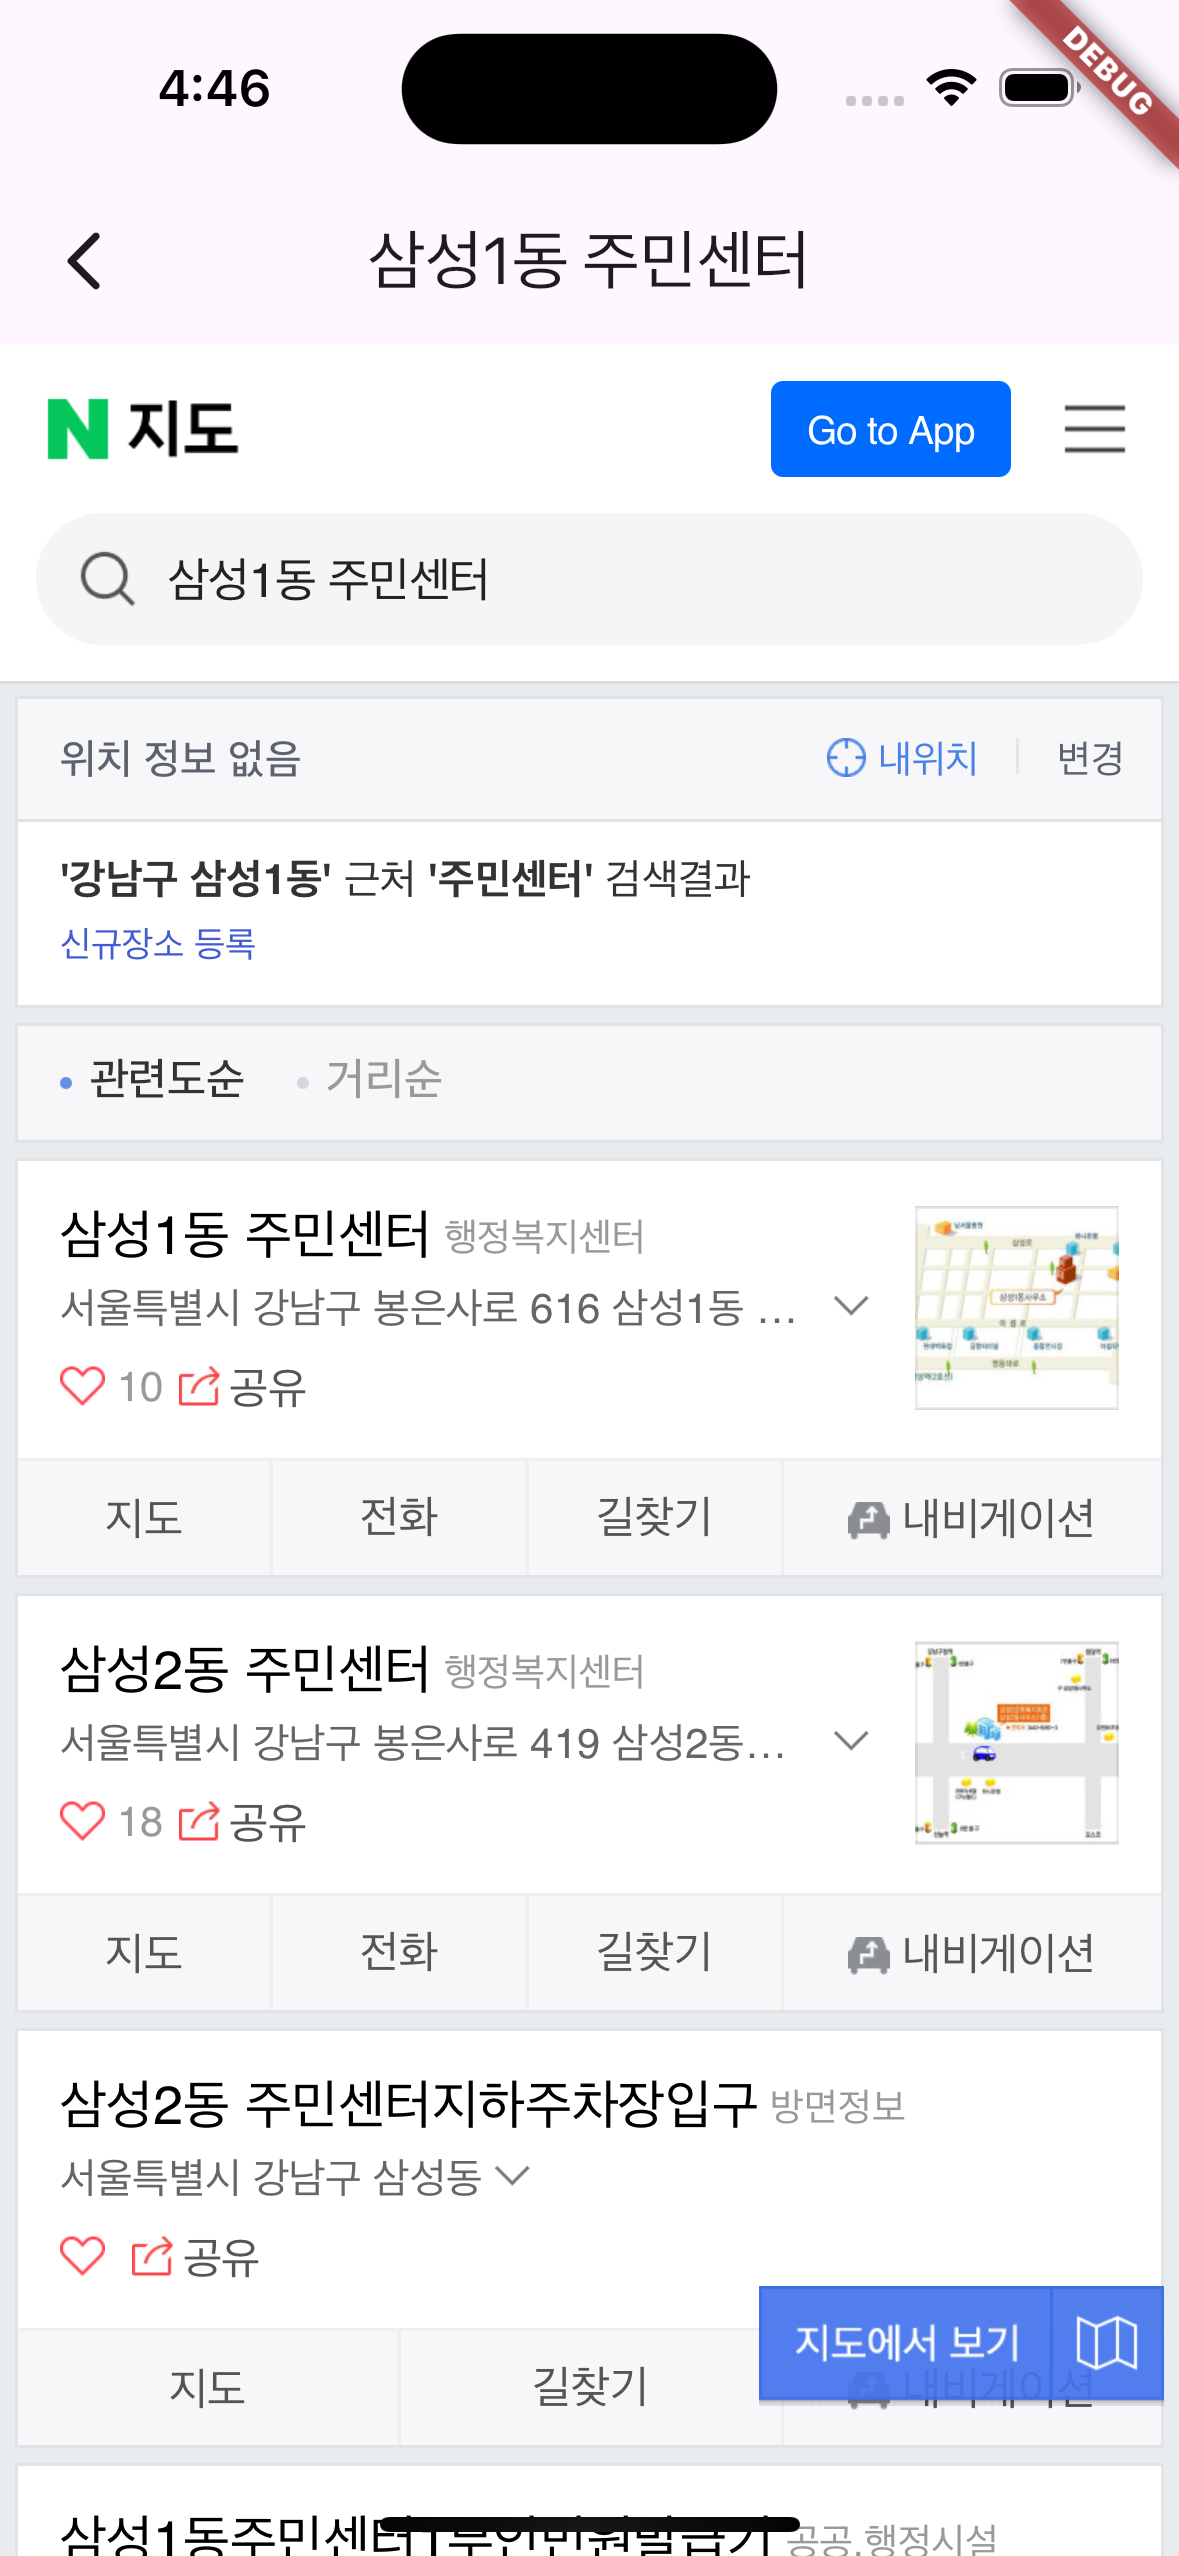 4:46
DEBUG
삼성1동 주민센터
N 지도
Go to App
삼성1동 주민센터
위치 정보 없음
내위치
변경
'강남구 삼성1동' 근처 '주민센터' 검색결과
신규장소 등록
관련도순
거리순
삼성1동 주민센터 행정복지센터
서울특별시 강남구 봉은사로 616 삼성1동 ...
10 공유
지도
전화
길찾기
내비게이션
삼성2동 주민센터 행정복지센터
서울특별시 강남구 봉은사로 419 삼성2동...
18 공유
지도
전화
길찾기
내비게이션
삼성2동 주민센터지하주차장입구 방면정보
서울특별시 강남구 삼성동
공유
지도에서 보기
지도
길찾기
내비게이션
삼성1동주민센터 공공,행정시설